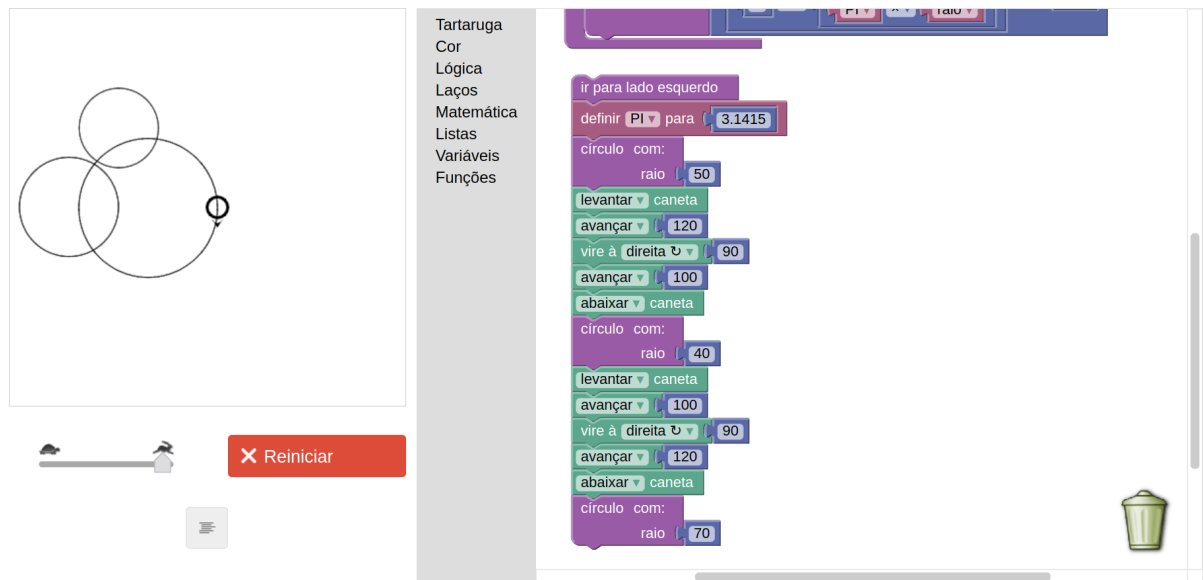 Tartaruga
Cor
Lógica
Laços
Matemática
Listas
Variáveis
Funções
PI ▾ raio ▾
ir para lado esquerdo
definir PI ▾ para 3.1415
círculo com:
raio 50
levantar ▾ caneta
avançar ▾ 120
vire à direita ↻ ▾ 90
avançar ▾ 100
abaixar ▾ caneta
círculo com:
raio 40
levantar ▾ caneta
avançar ▾ 100
vire à direita ↻ ▾ 90
avançar ▾ 120
abaixar ▾ caneta
círculo com:
raio 70
Reiniciar